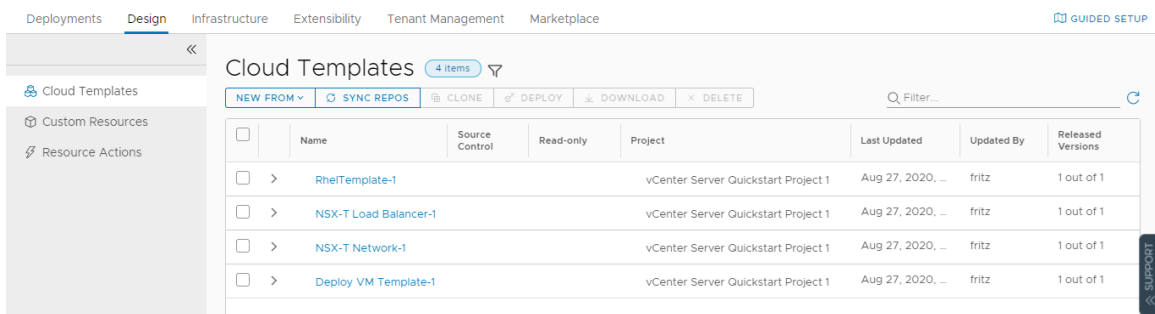 Deployments Design Infrastructure Extensibility Tenant Management Marketplace GUIDED SETUP
Cloud Templates 4 items
Cloud Templates
Custom Resources
Resource Actions
NEW FROM SYNC REPOS CLONE DEPLOY DOWNLOAD DELETE Filter...
Name Source Control Read-only Project Last Updated Updated By Released Versions
RhelTemplate-1 vCenter Server Quickstart Project 1 Aug 27, 2020, ... fritz 1 out of 1
NSX-T Load Balancer-1 vCenter Server Quickstart Project 1 Aug 27, 2020, ... fritz 1 out of 1
NSX-T Network-1 vCenter Server Quickstart Project 1 Aug 27, 2020, ... fritz 1 out of 1
Deploy VM Template-1 vCenter Server Quickstart Project 1 Aug 27, 2020, ... fritz 1 out of 1
SUPPORT